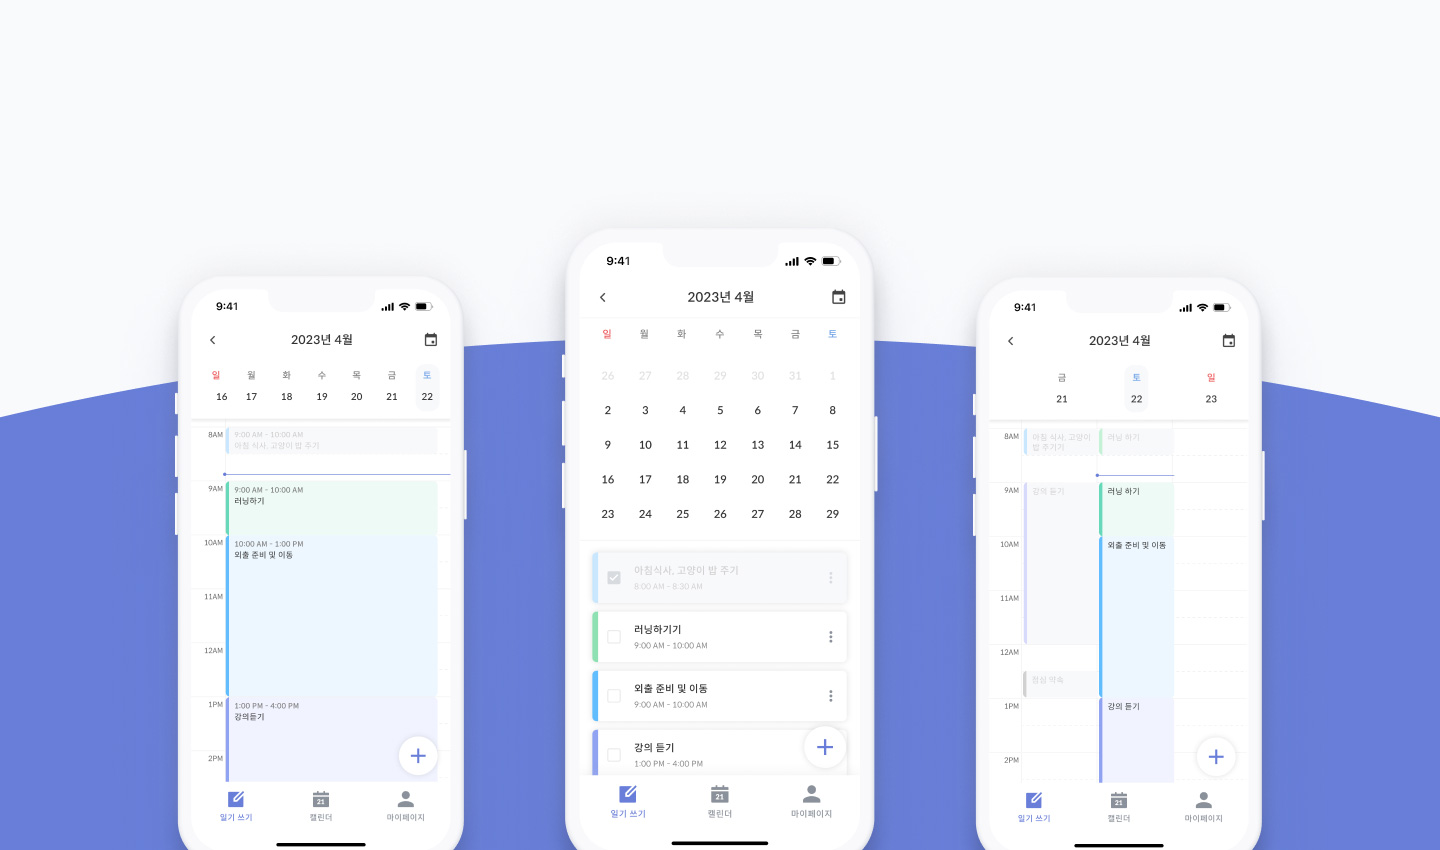 9:41
2023년 4월
일 월 화 수 목 금 토
16 17 18 19 20 21 22
8AM
9:00 AM - 10:00 AM
아침 식사, 고양이 밥 주기
9AM
9:00 AM - 10:00 AM
러닝하기
10AM
10:00 AM - 1:00 PM
외출 준비 및 이동
11AM
12AM
1PM
1:00 PM - 4:00 PM
강의듣기
2PM
일기 쓰기 21 캘린더 마이페이지
9:41
2023년 4월
일 월 화 수 목 금 토
26 27 28 29 30 31 1
2 3 4 5 6 7 8
9 10 11 12 13 14 15
16 17 18 19 20 21 22
23 24 25 26 27 28 29
아침식사, 고양이 밥 주기
8:00 AM - 8:30 AM
러닝하기기
9:00 AM - 10:00 AM
외출 준비 및 이동
9:00 AM - 10:00 AM
강의 듣기
1:00 PM - 4:00 PM
일기 쓰기 21 캘린더 마이페이지
9:41
2023년 4월
금 토 일
21 22 23
8AM
아침 식사, 고양이
밥 주기기
러닝 하기
9AM
강의 듣기
러닝 하기
10AM
외출 준비 및 이동
11AM
12AM
점심 약속
1PM
강의 듣기
2PM
일기 쓰기 21 캘린더 마이페이지